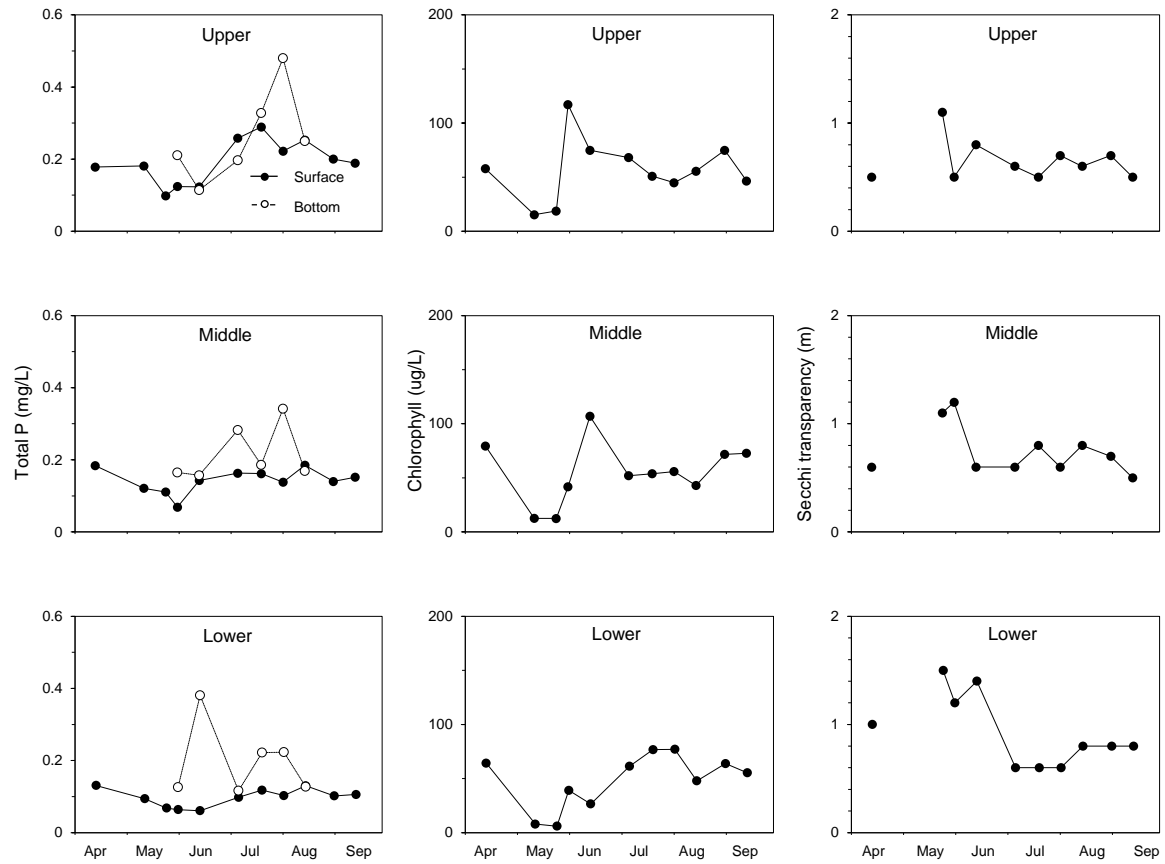 0.6
0.4
0.2
0
Upper
Surface
Bottom
200
100
0
Upper
2
1
0
Upper
Total P (mg/L)
0.6
0.4
0.2
0
Middle
Chlorophyll (ug/L)
200
100
0
Middle
Secchi transparency (m)
2
1
0
Middle
0.6
0.4
0.2
0
Lower
Apr May Jun Jul Aug Sep
200
100
0
Lower
Apr May Jun Jul Aug Sep
2
1
0
Lower
Apr May Jun Jul Aug Sep